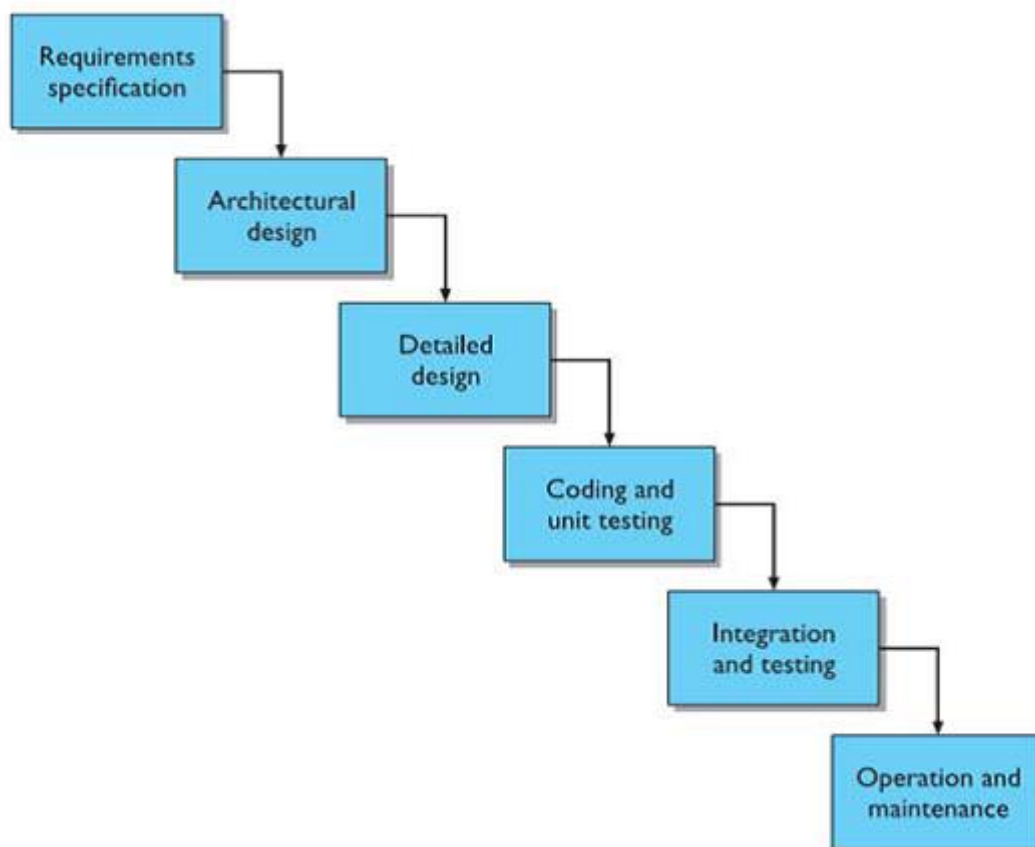 Requirements
specification
Architectural
design
Detailed
design
Coding and
unit testing
Integration
and testing
Operation and
maintenance